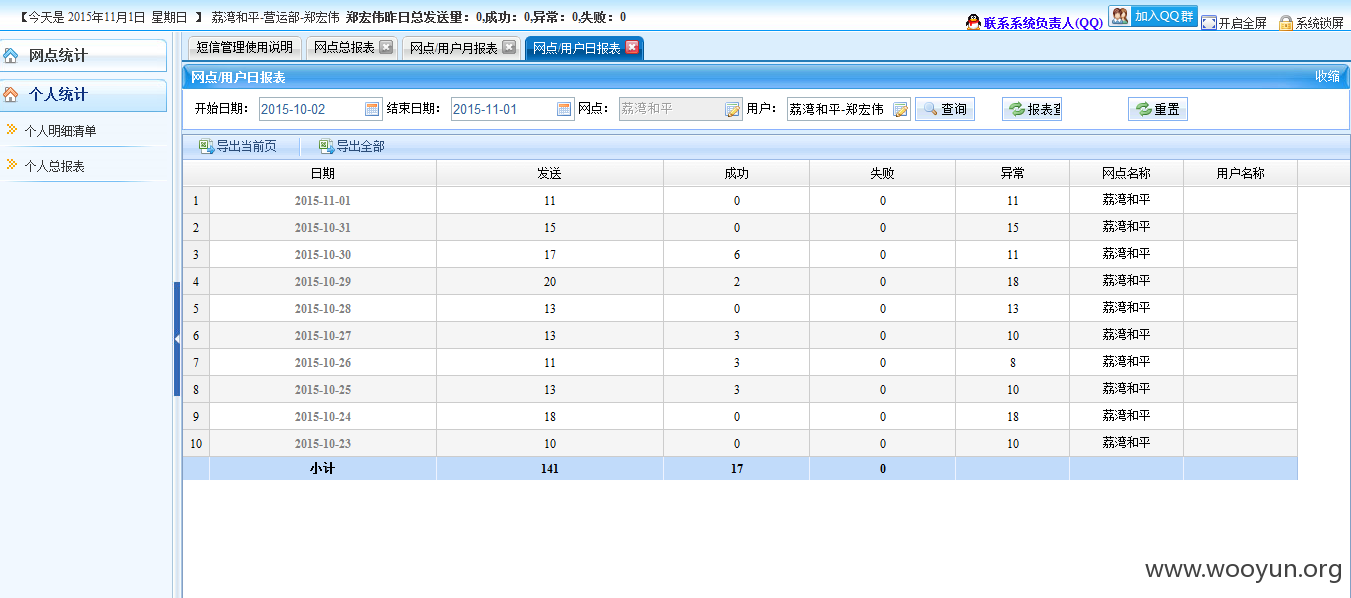 【今天是 2015年11月1日 星期日 】 荔湾和平-营运部-郑宏伟 郑宏伟昨日总发送量：0,成功：0,异常：0,失败：0
联系系统负责人(QQ) 加入QQ群 开启全屏 系统锁屏
网点统计
个人统计
个人明细清单
个人总报表
短信管理使用说明 网点总报表 网点/用户月报表 网点/用户日报表
网点/用户日报表 收缩
开始日期： 2015-10-02 结束日期： 2015-11-01 网点： 荔湾和平 用户： 荔湾和平-郑宏伟 查询 报表查 重置
导出当前页 导出全部
日期 发送 成功 失败 异常 网点名称 用户名称
1 2015-11-01 11 0 0 11 荔湾和平
2 2015-10-31 15 0 0 15 荔湾和平
3 2015-10-30 17 6 0 11 荔湾和平
4 2015-10-29 20 2 0 18 荔湾和平
5 2015-10-28 13 0 0 13 荔湾和平
6 2015-10-27 13 3 0 10 荔湾和平
7 2015-10-26 11 3 0 8 荔湾和平
8 2015-10-25 13 3 0 10 荔湾和平
9 2015-10-24 18 0 0 18 荔湾和平
10 2015-10-23 10 0 0 10 荔湾和平
小计 141 17 0
www.wooyun.org